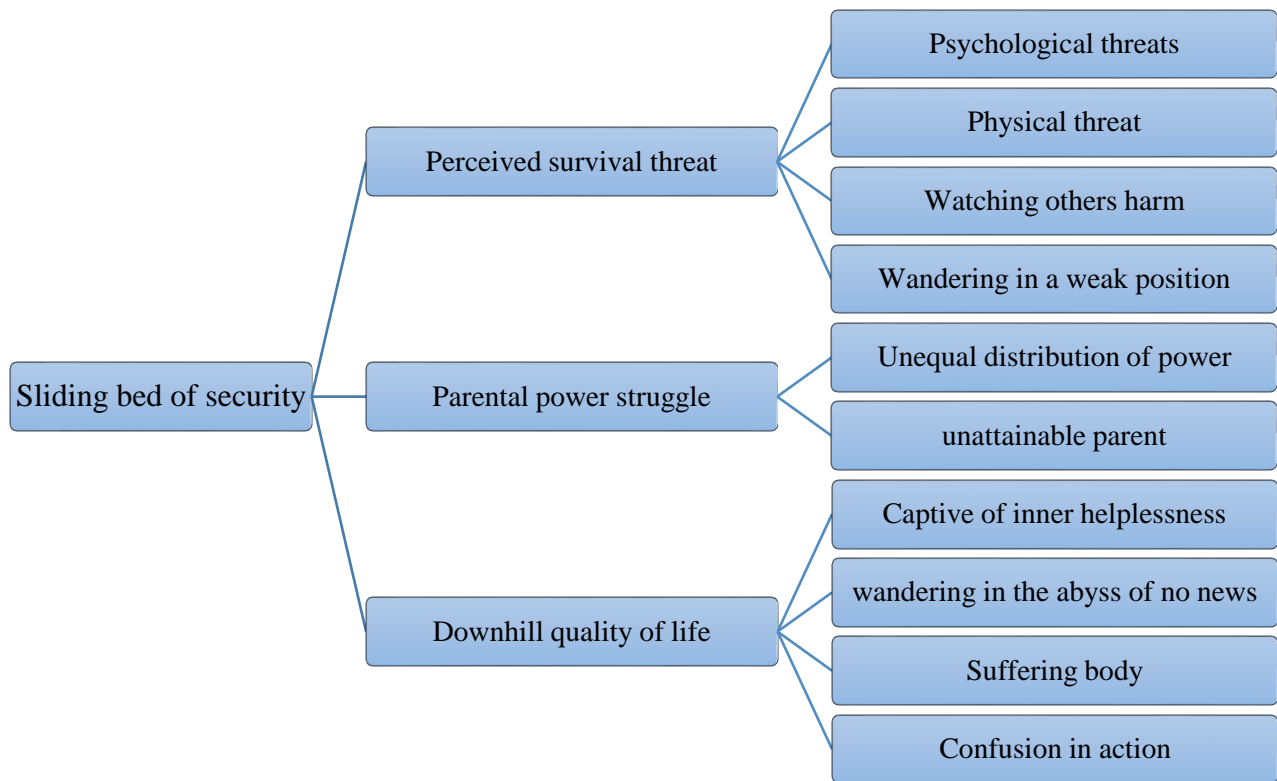 Sliding bed of security
Perceived survival threat
Psychological threats
Physical threat
Watching others harm
Wandering in a weak position
Parental power struggle
Unequal distribution of power
unattainable parent
Downhill quality of life
Captive of inner helplessness
wandering in the abyss of no news
Suffering body
Confusion in action